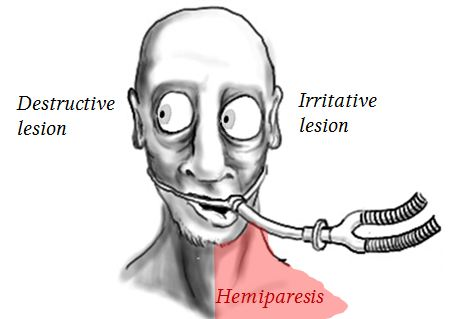 Destructive
lesion
Irritative
lesion
Hemiparesis